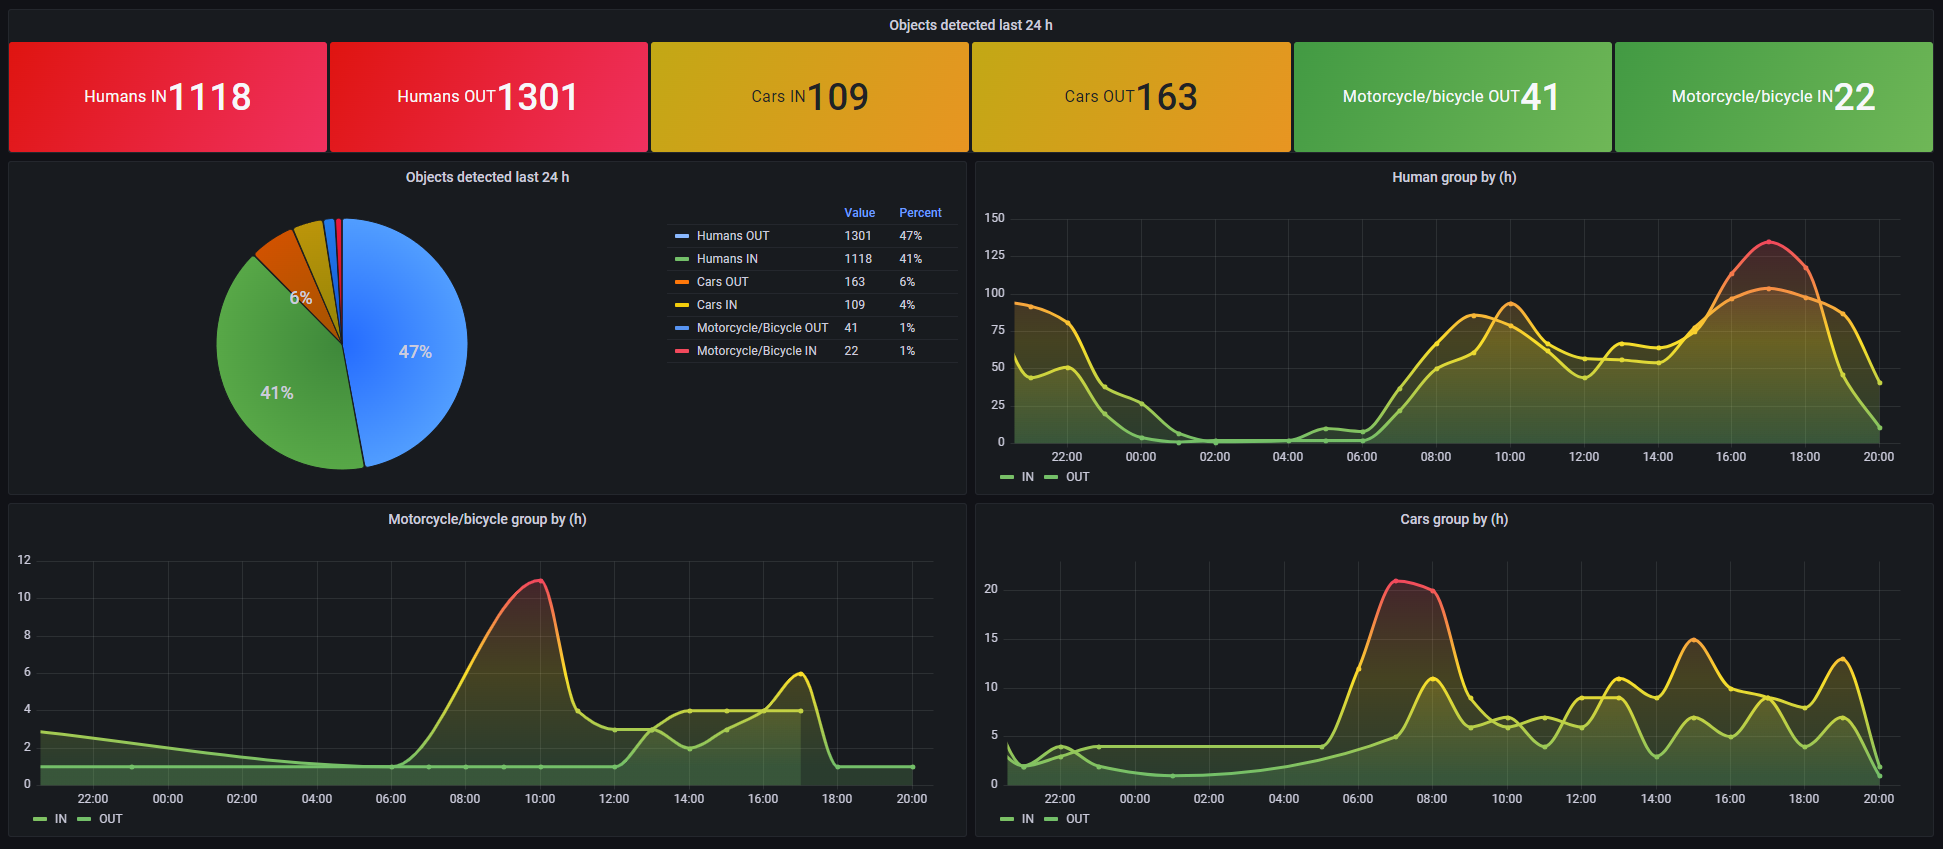 Objects detected last 24 h
Humans IN 1118
Humans OUT 1301
Cars IN 109
Cars OUT 163
Motorcycle/bicycle OUT 41
Motorcycle/bicycle IN 22
Objects detected last 24 h
47%
41%
6%
Value Percent
Humans OUT 1301 47%
Humans IN 1118 41%
Cars OUT 163 6%
Cars IN 109 4%
Motorcycle/Bicycle OUT 41 1%
Motorcycle/Bicycle IN 22 1%
Human group by (h)
150
125
100
75
50
25
0
22:00 00:00 02:00 04:00 06:00 08:00 10:00 12:00 14:00 16:00 18:00 20:00
IN OUT
Motorcycle/bicycle group by (h)
12
10
8
6
4
2
0
22:00 00:00 02:00 04:00 06:00 08:00 10:00 12:00 14:00 16:00 18:00 20:00
IN OUT
Cars group by (h)
20
15
10
5
0
22:00 00:00 02:00 04:00 06:00 08:00 10:00 12:00 14:00 16:00 18:00 20:00
IN OUT